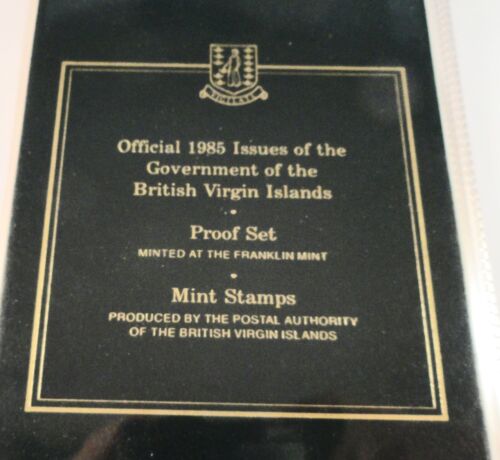 VIGILATE
Official 1985 Issues of the
Government of the
British Virgin Islands
•
Proof Set
MINTED AT THE FRANKLIN MINT
•
Mint Stamps
PRODUCED BY THE POSTAL AUTHORITY
OF THE BRITISH VIRGIN ISLANDS